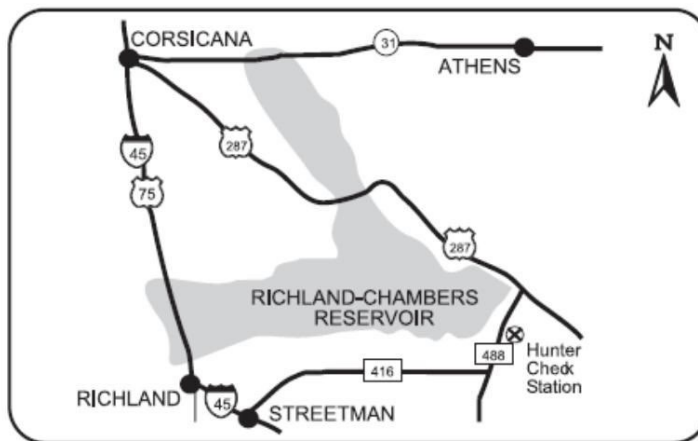 CORSICANA
31
ATHENS
N
45
287
75
287
RICHLAND-CHAMBERS
RESERVOIR
488
Hunter
Check
Station
416
RICHLAND
45
STREETMAN